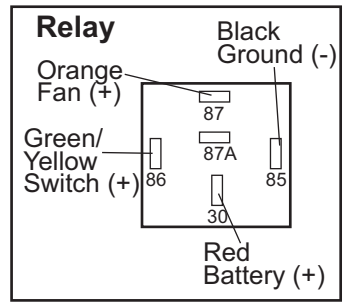 Relay
Black
Ground (-)
Orange
Fan (+)
87
Green/
Yellow
Switch (+)
87A
86
85
30
Red
Battery (+)